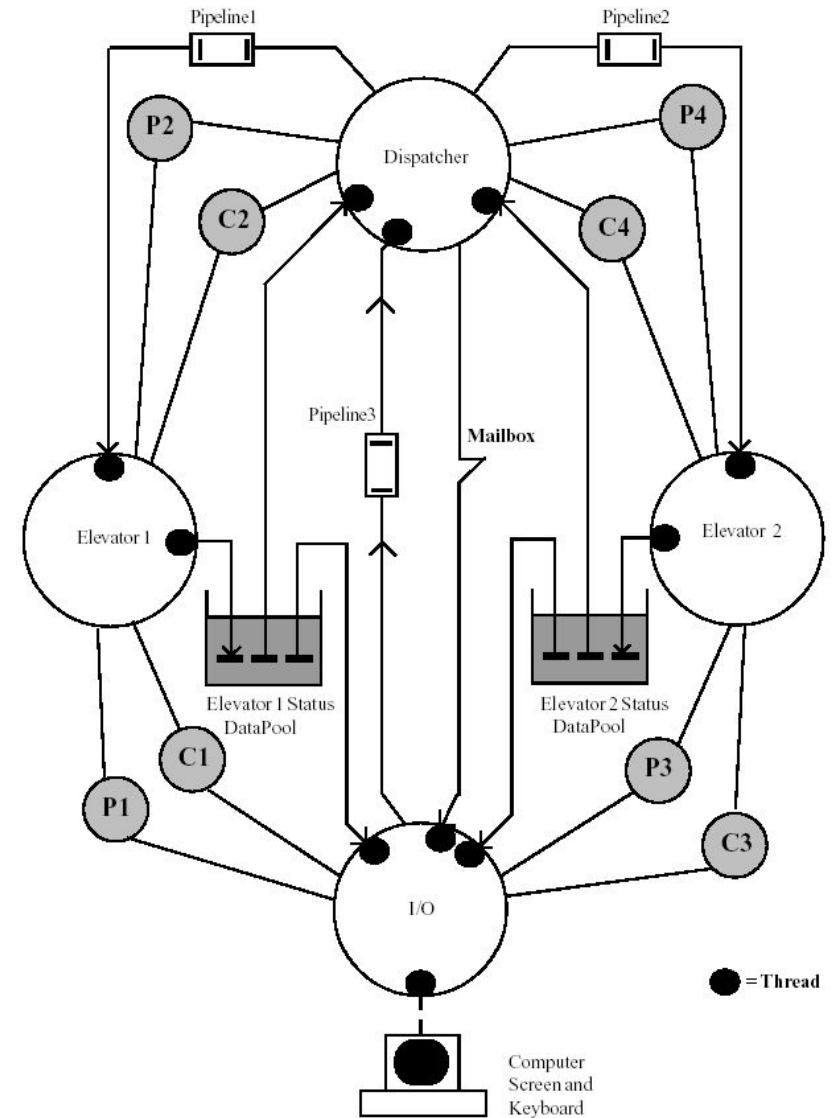 Pipeline1
Pipeline2
P2
P4
Dispatcher
C2
C4
Pipeline3
Mailbox
Elevator 1
Elevator 2
Elevator 1 Status
DataPool
Elevator 2 Status
DataPool
C1
P3
P1
C3
I/O
= Thread
Computer
Screen and
Keyboard